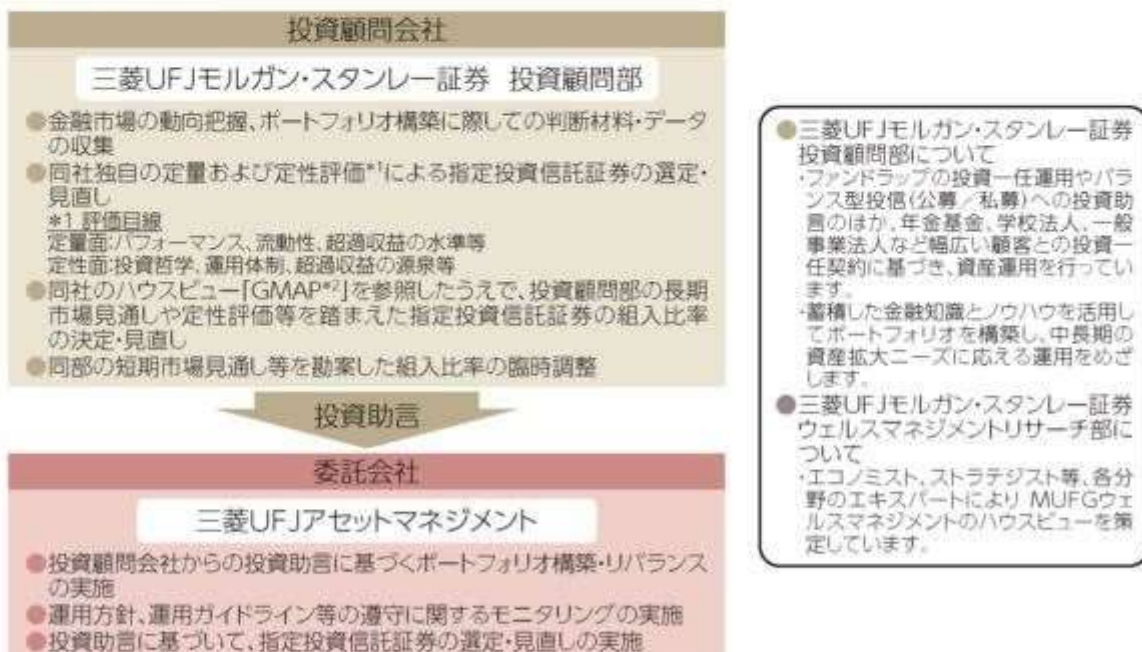 投資顧問会社
三菱UFJモルガン・スタンレー証券 投資顧問部
●金融市場の動向把握、ポートフォリオ構築に際しての判断材料・データ
の収集
●同社独自の定量および定性評価*1による指定投資信託証券の選定・
見直し
*1 評価目線
定量面:パフォーマンス、流動性、超過収益の水準等
定性面:投資哲学、運用体制、超過収益の源泉等
●同社のハウスビュー「GMAP*2」を参照したうえで、投資顧問部の長期
市場見通しや定性評価等を踏まえた指定投資信託証券の組入比率
の決定・見直し
●同部の短期市場見通し等を勘案した組入比率の臨時調整
投資助言
委託会社
三菱UFJアセットマネジメント
●投資顧問会社からの投資助言に基づくポートフォリオ構築・リバランス
の実施
●運用方針、運用ガイドライン等の遵守に関するモニタリングの実施
●投資助言に基づいて、指定投資信託証券の選定・見直しの実施
●三菱UFJモルガン・スタンレー証券
投資顧問部について
・ファンドラップの投資一任運用やバラ
ンス型投信(公募／私募)への投資助
言のほか、年金基金、学校法人、一般
事業法人など幅広い顧客との投資一
任契約に基づき、資産運用を行ってい
ます。
・蓄積した金融知識とノウハウを活用し
てポートフォリオを構築し、中長期の
資産拡大ニーズに応える運用をめざ
します。
●三菱UFJモルガン・スタンレー証券
ウェルスマネジメントリサーチ部に
ついて
・エコノミスト、ストラテジスト等、各分
野のエキスパートにより MUFGウェ
ルスマネジメントのハウスビューを策
定しています。